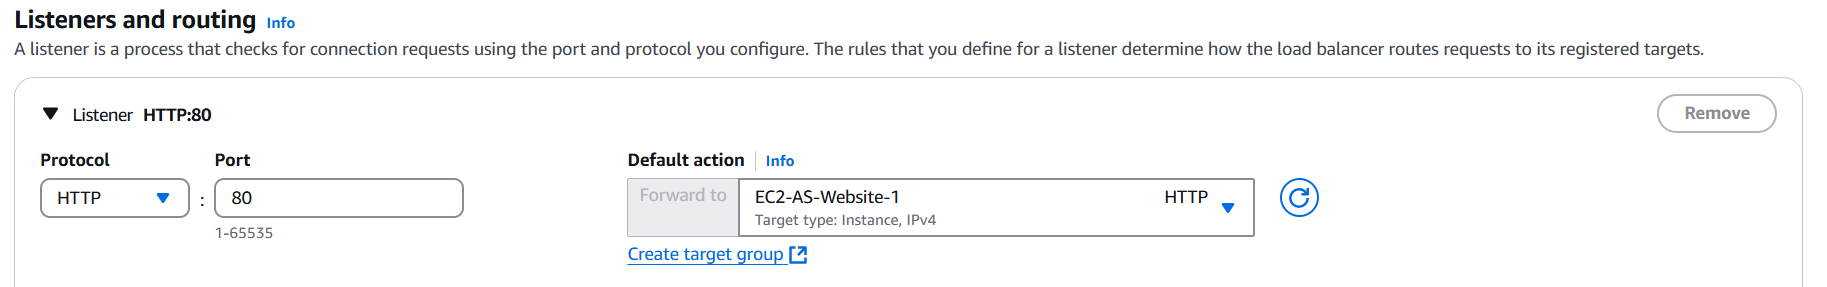 Listeners and routing Info
A listener is a process that checks for connection requests using the port and protocol you configure. The rules that you define for a listener determine how the load balancer routes requests to its registered targets.
Listener HTTP:80
Remove
Protocol Port Default action Info
HTTP : 80 Forward to EC2-AS-Website-1 HTTP
Target type: Instance, IPv4
1-65535
Create target group